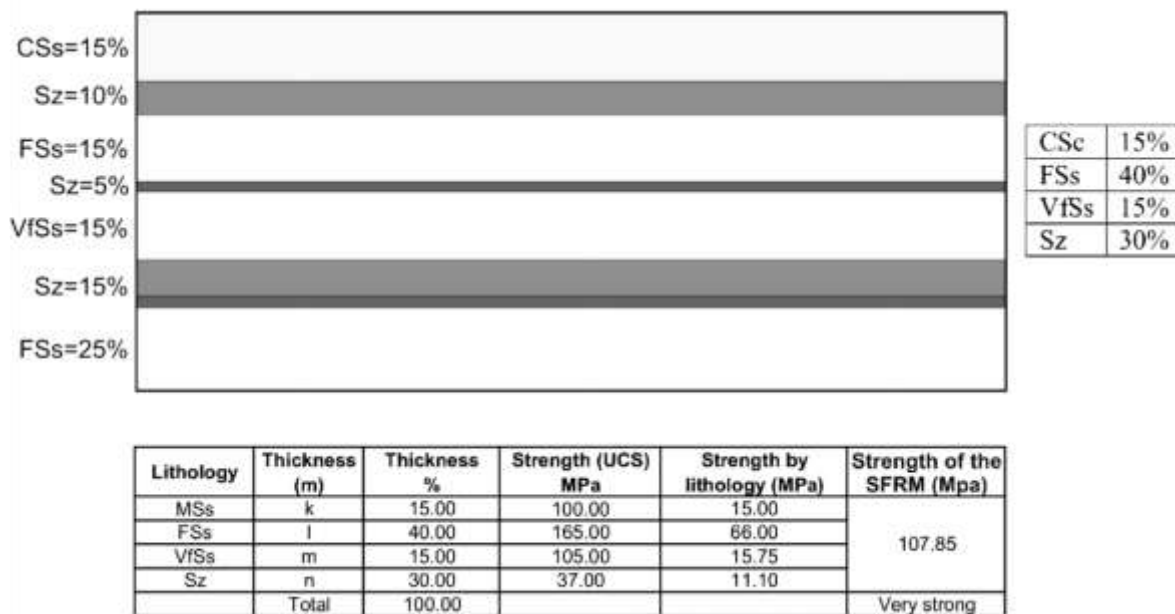 CSs=15%
Sz=10%
FSs=15%
Sz=5%
VfSs=15%
Sz=15%
FSs=25%
CSc 15%
FSs 40%
VfSs 15%
Sz 30%
Lithology Thickness (m) Thickness % Strength (UCS) MPa Strength by lithology (MPa) Strength of the SFRM (Mpa)
MSs k 15.00 100.00 15.00
FSs l 40.00 165.00 66.00
107.85
VfSs m 15.00 105.00 15.75
Sz n 30.00 37.00 11.10
Total 100.00 Very strong